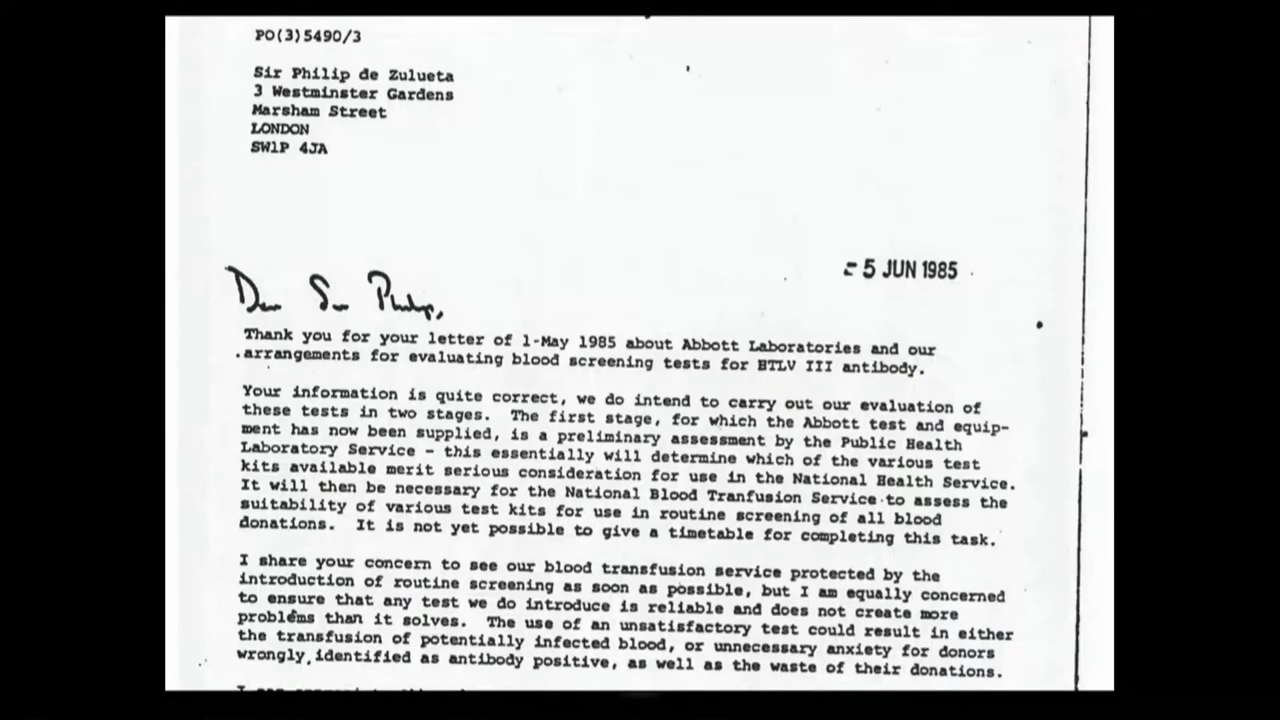 PO(3)5490/3
Sir Philip de Zulueta
3 Westminster Gardens
Marsham Street
LONDON
SW1P 4JA
5 JUN 1985
Dear Sir Philip,
Thank you for your letter of 1 May 1985 about Abbott Laboratories and our
arrangements for evaluating blood screening tests for HTLV III antibody.
Your information is quite correct, we do intend to carry out our evaluation of
these tests in two stages. The first stage, for which the Abbott test and equip-
ment has now been supplied, is a preliminary assessment by the Public Health
Laboratory Service - this essentially will determine which of the various test
kits available merit serious consideration for use in the National Health Service.
It will then be necessary for the National Blood Tranfusion Service to assess the
suitability of various test kits for use in routine screening of all blood
donations. It is not yet possible to give a timetable for completing this task.
I share your concern to see our blood transfusion service protected by the
introduction of routine screening as soon as possible, but I am equally concerned
to ensure that any test we do introduce is reliable and does not create more
problems than it solves. The use of an unsatisfactory test could result in either
the transfusion of potentially infected blood, or unnecessary anxiety for donors
wrongly identified as antibody positive, as well as the waste of their donations.